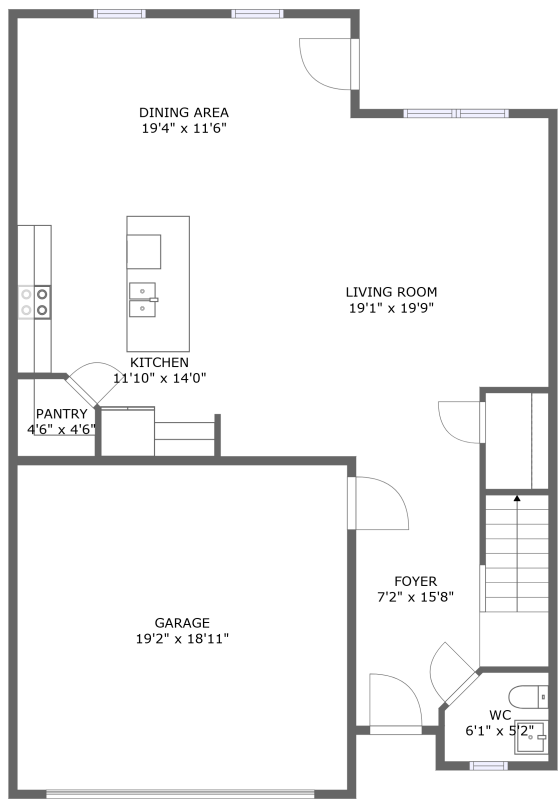 DINING AREA
19'4" x 11'6"
LIVING ROOM
19'1" x 19'9"
KITCHEN
11'10" x 14'0"
PANTRY
4'6" x 4'6"
FOYER
7'2" x 15'8"
GARAGE
19'2" x 18'11"
WC
6'1" x 5'2"